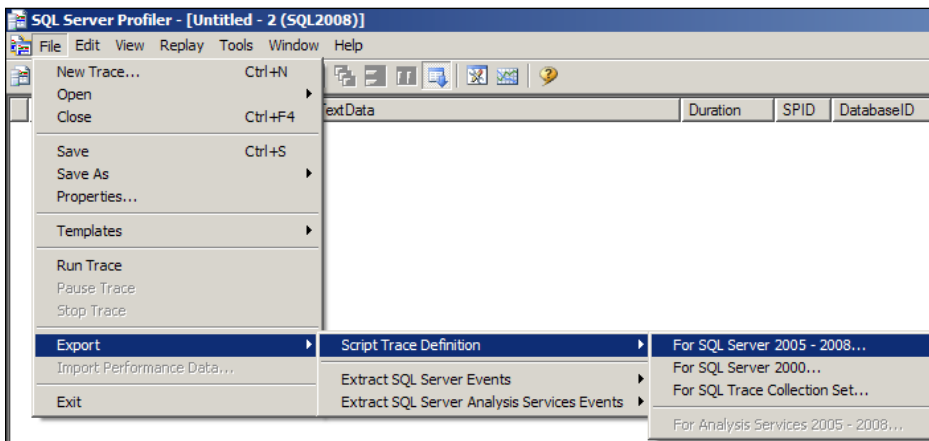 SQL Server Profiler - [Untitled - 2 (SQL2008)]
File Edit View Replay Tools Window Help
New Trace... Ctrl+N
Open
Close Ctrl+F4
Save Ctrl+S
Save As
Properties...
Templates
Run Trace
Pause Trace
Stop Trace
Export
Import Performance Data...
Exit
TextData Duration SPID DatabaseID
Script Trace Definition
Extract SQL Server Events
Extract SQL Server Analysis Services Events
For SQL Server 2005 - 2008...
For SQL Server 2000...
For SQL Trace Collection Set...
For Analysis Services 2005 - 2008...